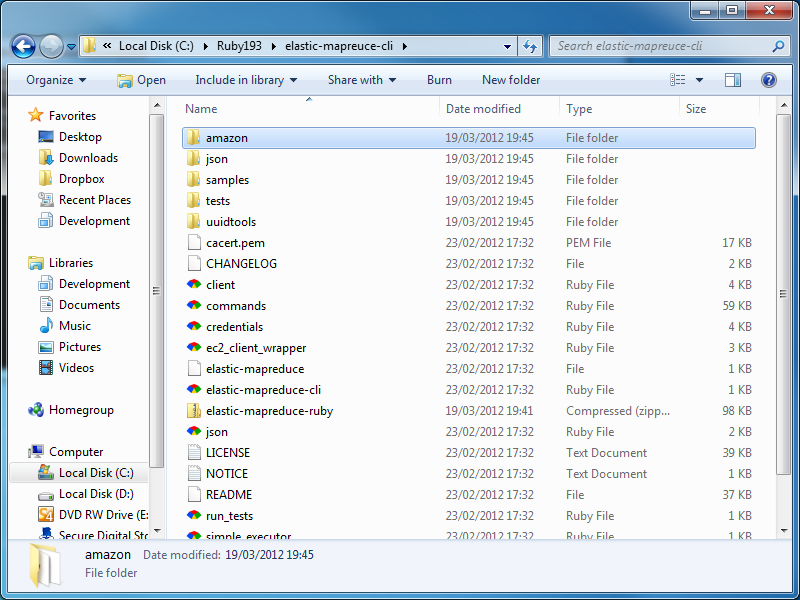 « Local Disk (C:) Ruby193 elastic-mapreuce-cli Search elastic-mapreuce-cli
Organize Open Include in library Share with Burn New folder
Favorites
Desktop
Downloads
Dropbox
Recent Places
Development
Libraries
Development
Documents
Music
Pictures
Videos
Homegroup
Computer
Local Disk (C:)
Local Disk (D:)
DVD RW Drive (E:
Secure Digital Sto
Name Date modified Type Size
amazon 19/03/2012 19:45 File folder
json 19/03/2012 19:45 File folder
samples 19/03/2012 19:45 File folder
tests 19/03/2012 19:45 File folder
uuidtools 19/03/2012 19:45 File folder
cacert.pem 23/02/2012 17:32 PEM File 17 KB
CHANGELOG 23/02/2012 17:32 File 2 KB
client 23/02/2012 17:32 Ruby File 4 KB
commands 23/02/2012 17:32 Ruby File 59 KB
credentials 23/02/2012 17:32 Ruby File 4 KB
ec2_client_wrapper 23/02/2012 17:32 Ruby File 3 KB
elastic-mapreduce 23/02/2012 17:32 File 1 KB
elastic-mapreduce-cli 23/02/2012 17:32 Ruby File 1 KB
elastic-mapreduce-ruby 19/03/2012 19:41 Compressed (zipp... 98 KB
json 23/02/2012 17:32 Ruby File 2 KB
LICENSE 23/02/2012 17:32 Text Document 39 KB
NOTICE 23/02/2012 17:32 Text Document 1 KB
README 23/02/2012 17:32 File 37 KB
run_tests 23/02/2012 17:32 Ruby File 1 KB
simple_executor 23/02/2012 17:32 Ruby File 1 KB
amazon Date modified: 19/03/2012 19:45
File folder